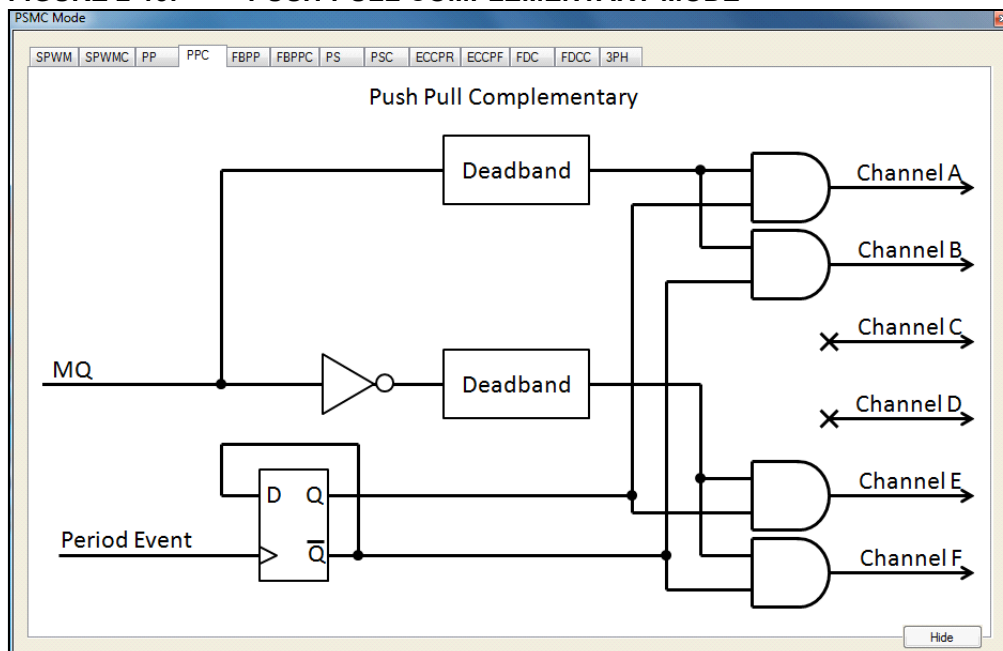 PSMC Mode
SPWM SPWMC PP PPC FBPP FBPPC PS PSC ECCPR ECCPF FDC FDCC 3PH
Push Pull Complementary
Deadband
Channel A
Channel B
Channel C
MQ
Deadband
Channel D
D Q
Channel E
Period Event
Q
Channel F
Hide